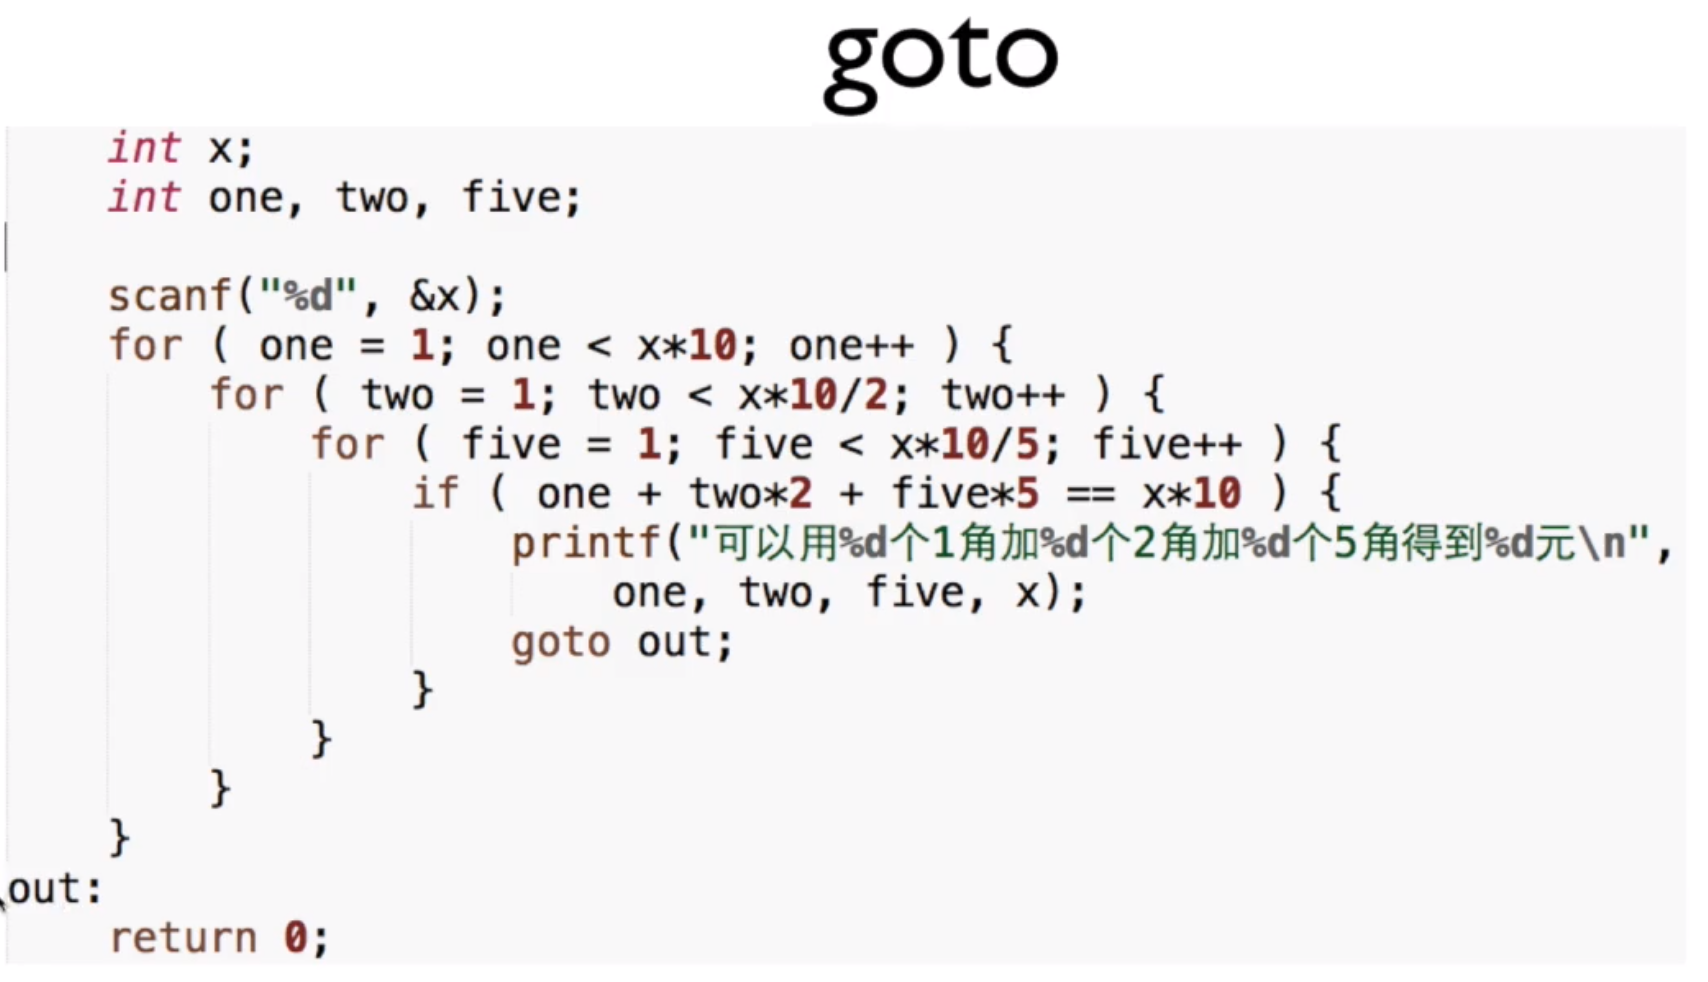 goto
int x;
int one, two, five;
scanf("%d", &x);
for ( one = 1; one < x*10; one++ ) {
for ( two = 1; two < x*10/2; two++ ) {
for ( five = 1; five < x*10/5; five++ ) {
if ( one + two*2 + five*5 == x*10 ) {
printf("可以用%d个1角加%d个2角加%d个5角得到%d元\n",
one, two, five, x);
goto out;
}
}
}
}
out:
return 0;